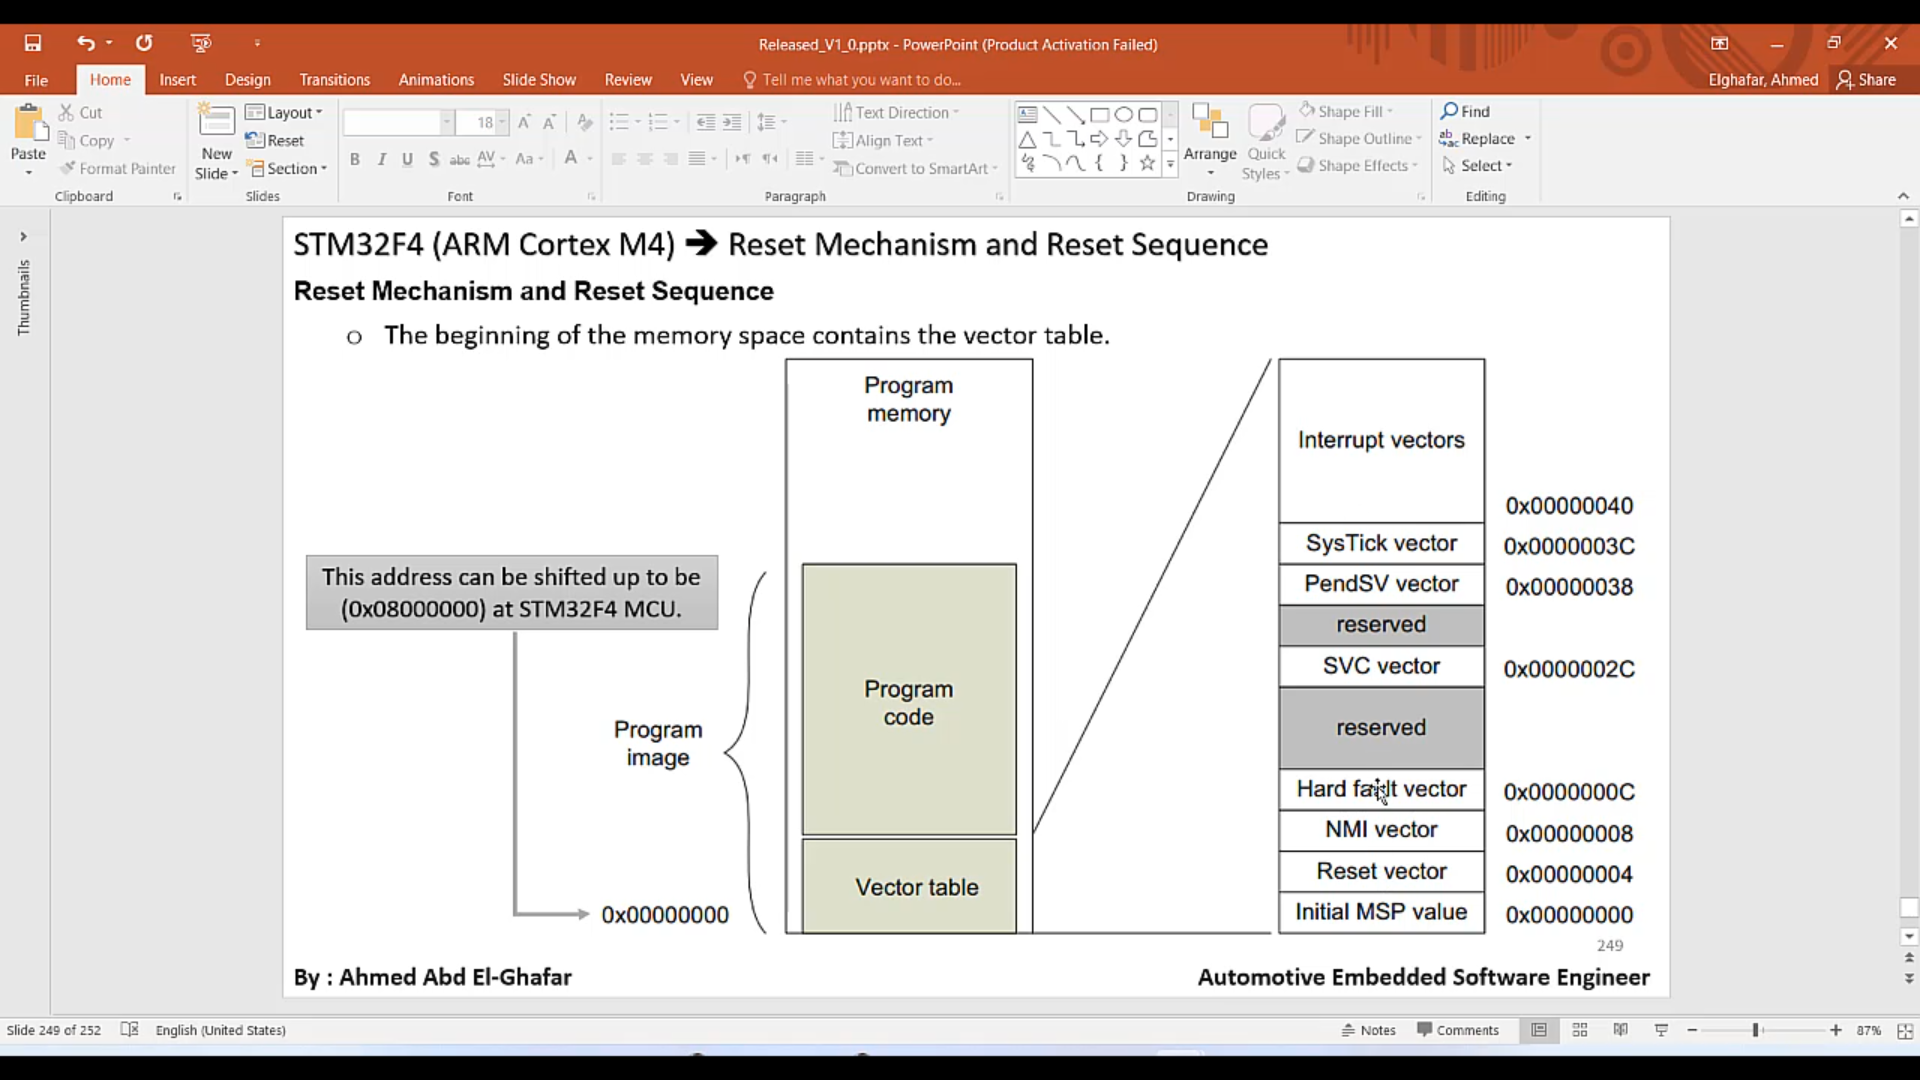 Released_V1_0.pptx - PowerPoint (Product Activation Failed)
File Home Insert Design Transitions Animations Slide Show Review View Tell me what you want to do... Elghafar, Ahmed Share
Paste
Cut
Copy
Format Painter
Clipboard
New Slide
Layout
Reset
Section
Slides
18
A A
B I U S abc AV Aa A
Font
Text Direction
Align Text
Convert to SmartArt
Paragraph
Arrange
Quick Styles
Shape Fill
Shape Outline
Shape Effects
Drawing
Find
Replace
Select
Editing
Thumbnails
STM32F4 (ARM Cortex M4) ➔ Reset Mechanism and Reset Sequence
Reset Mechanism and Reset Sequence
o The beginning of the memory space contains the vector table.
This address can be shifted up to be
(0x08000000) at STM32F4 MCU.
Program
image
0x00000000
Program
memory
Program
code
Vector table
Interrupt vectors
0x00000040
SysTick vector 0x0000003C
PendSV vector 0x00000038
reserved
SVC vector 0x0000002C
reserved
Hard fault vector 0x0000000C
NMI vector 0x00000008
Reset vector 0x00000004
Initial MSP value 0x00000000
249
By : Ahmed Abd El-Ghafar
Automotive Embedded Software Engineer
Slide 249 of 252 English (United States) Notes Comments 87%